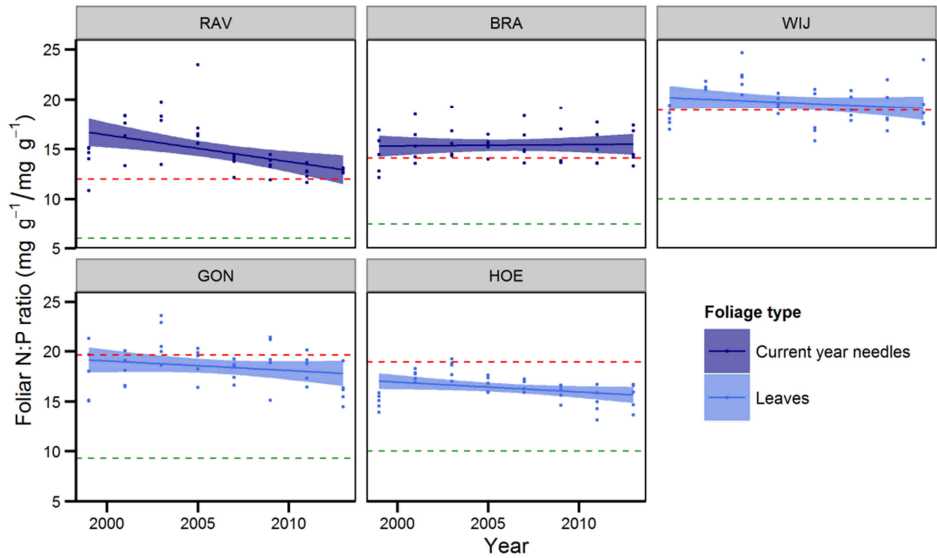 RAV BRA WIJ
25
20
15
10
5
GON HOE
25
20
15
10
5
2000 2005 2010 2000 2005 2010
Year
Foliar N:P ratio (mg g⁻¹/mg g⁻¹)
Foliage type
Current year needles
Leaves